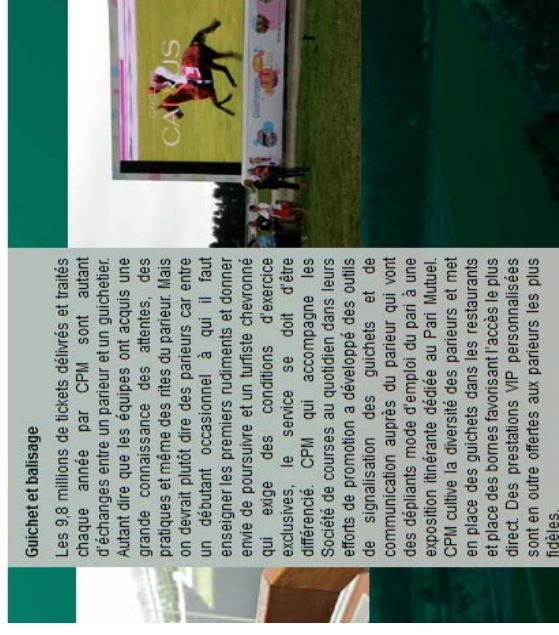 Guichet et balisage
Les 9,8 millions de tickets délivrés et traités
chaque année par CPM sont autant
d'échanges entre un parieur et un guichetier.
Autant dire que les équipes ont acquis une
grande connaissance des attentes, des
pratiques et même des rites du parieur. Mais
on devrait plutôt dire des parieurs car entre
un débutant occasionnel à qui il faut
enseigner les premiers rudiments et donner
envie de poursuivre et un turfiste chevronné
qui exige des conditions d'exercice
exclusives, le service se doit d'être
différencié. CPM qui accompagne les
Société de courses au quotidien dans leurs
efforts de promotion a développé des outils
de signalisation des guichets et de
communication auprès du parieur qui vont
des dépliants mode d'emploi du pari à une
exposition itinérante dédiée au Pari Mutuel.
CPM cultive la diversité des parieurs et met
en place des guichets dans les restaurants
et place des bornes favorisant l'accès le plus
direct. Des prestations VIP personnalisées
sont en outre offertes aux parieurs les plus
fidèles.